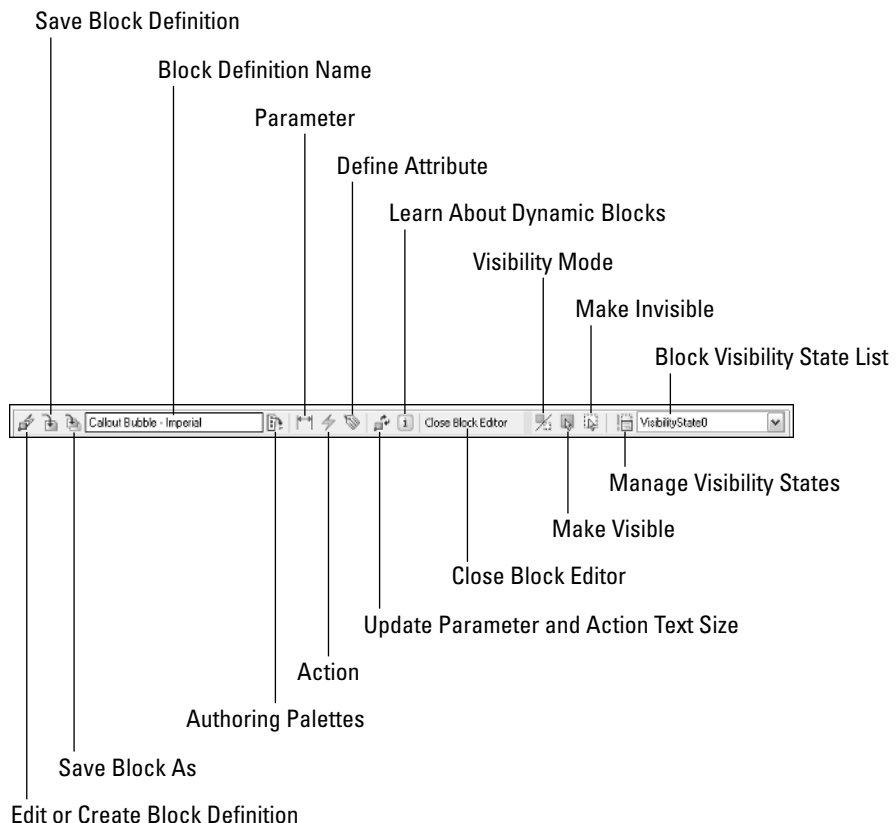 Save Block Definition
Block Definition Name
Parameter
Define Attribute
Learn About Dynamic Blocks
Visibility Mode
Make Invisible
Block Visibility State List
Callout Bubble - Imperial
Close Block Editor
VisibilityState0
Manage Visibility States
Make Visible
Close Block Editor
Update Parameter and Action Text Size
Action
Authoring Palettes
Save Block As
Edit or Create Block Definition